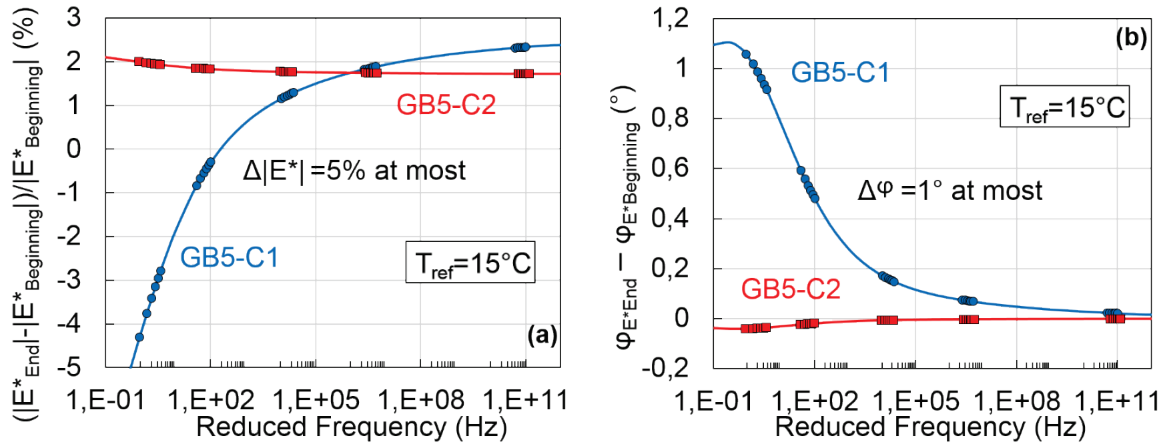 (|E*End|-|E*Beginning|)/|E*Beginning| (%)
3
2
1
0
-1
-2
-3
-4
-5
GB5-C2
Δ|E*| =5% at most
GB5-C1
Tref=15°C
(a)
1,E-01 1,E+02 1,E+05 1,E+08 1,E+11
Reduced Frequency (Hz)
φE*End – φE*Beginning (°)
1,2
1
0,8
0,6
0,4
0,2
0
-0,2
(b)
GB5-C1
Tref=15°C
Δφ =1° at most
GB5-C2
1,E-01 1,E+02 1,E+05 1,E+08 1,E+11
Reduced Frequency (Hz)